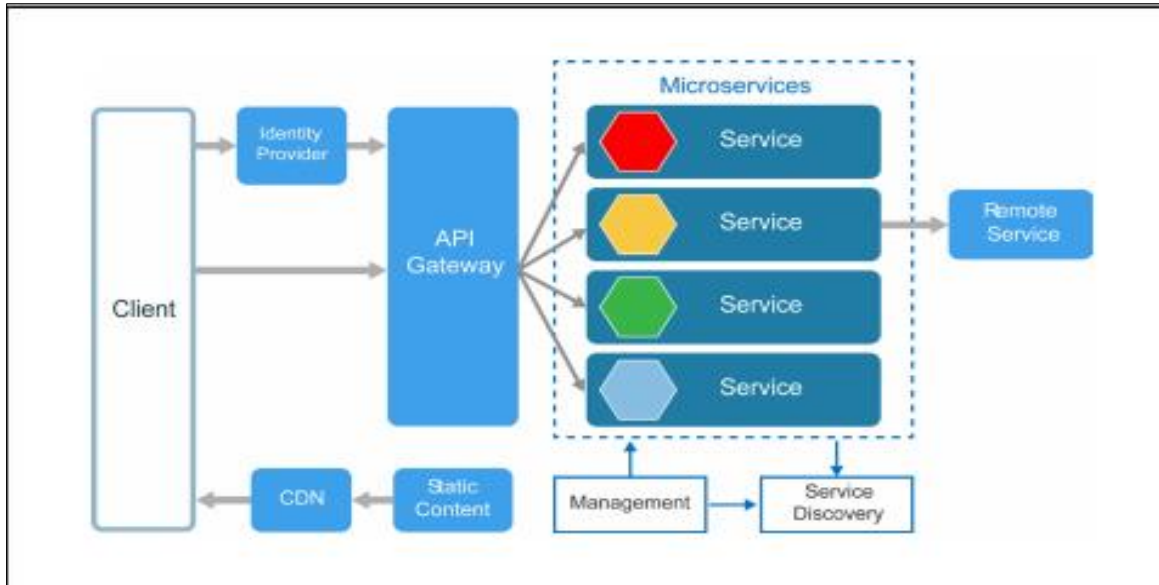 Microservices
Identity
Provider
Service
Client
API
Gateway
Service
Remote
Service
Service
Service
CDN
Static
Content
Management
Service
Discovery